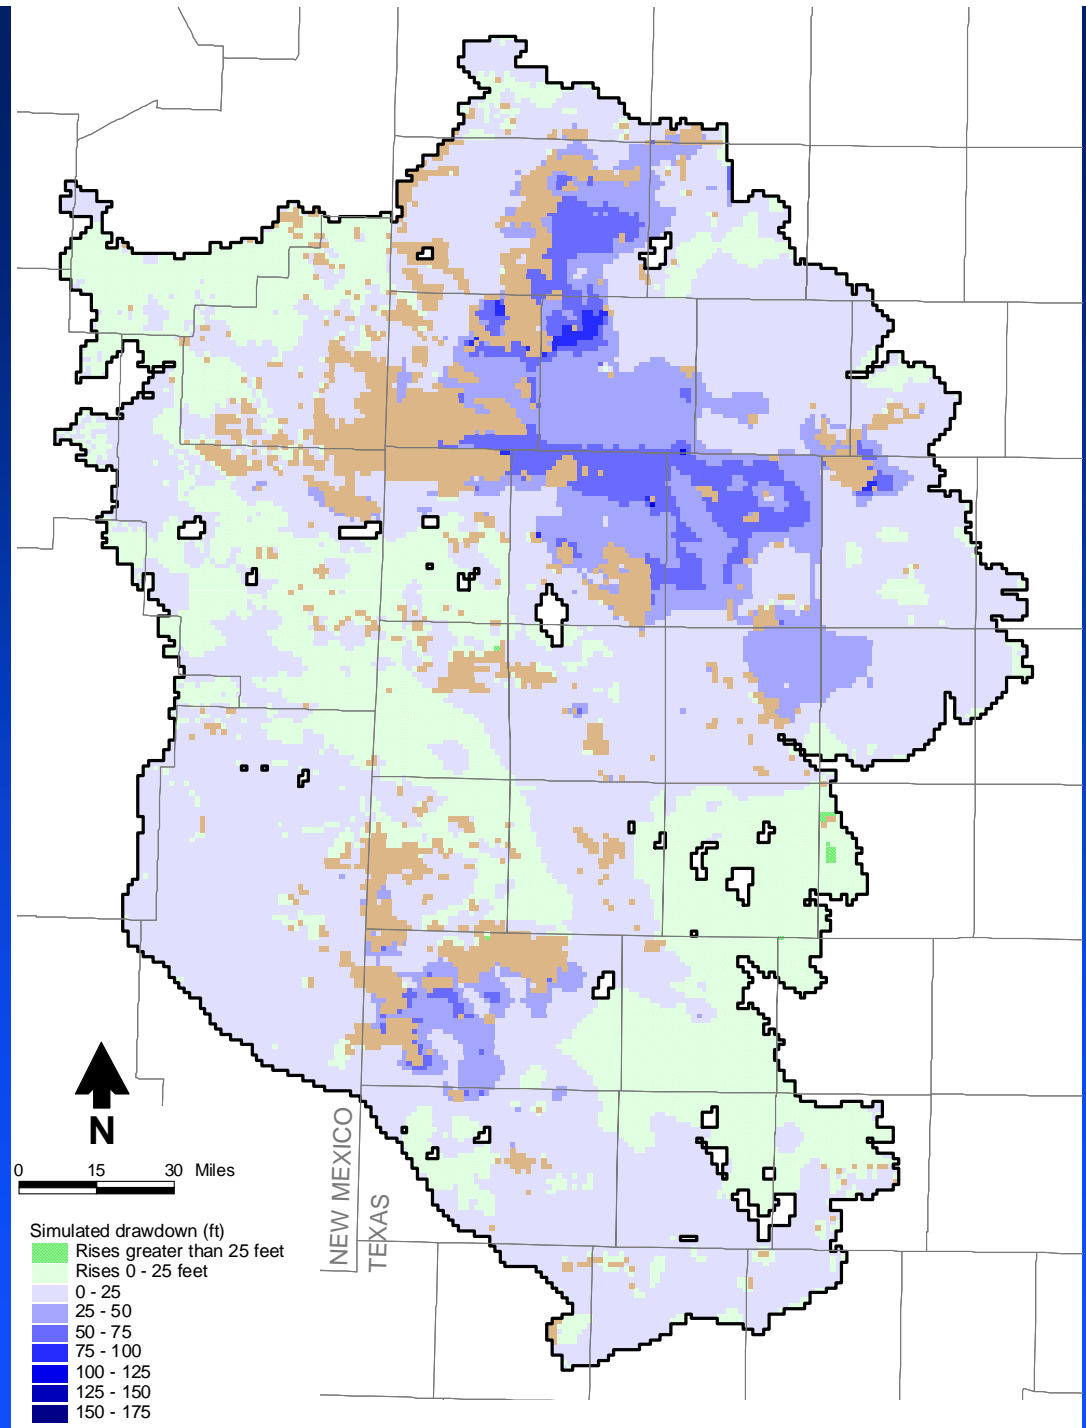 N
0 15 30 Miles
NEW MEXICO
TEXAS
Simulated drawdown (ft)
Rises greater than 25 feet
Rises 0 - 25 feet
0 - 25
25 - 50
50 - 75
75 - 100
100 - 125
125 - 150
150 - 175